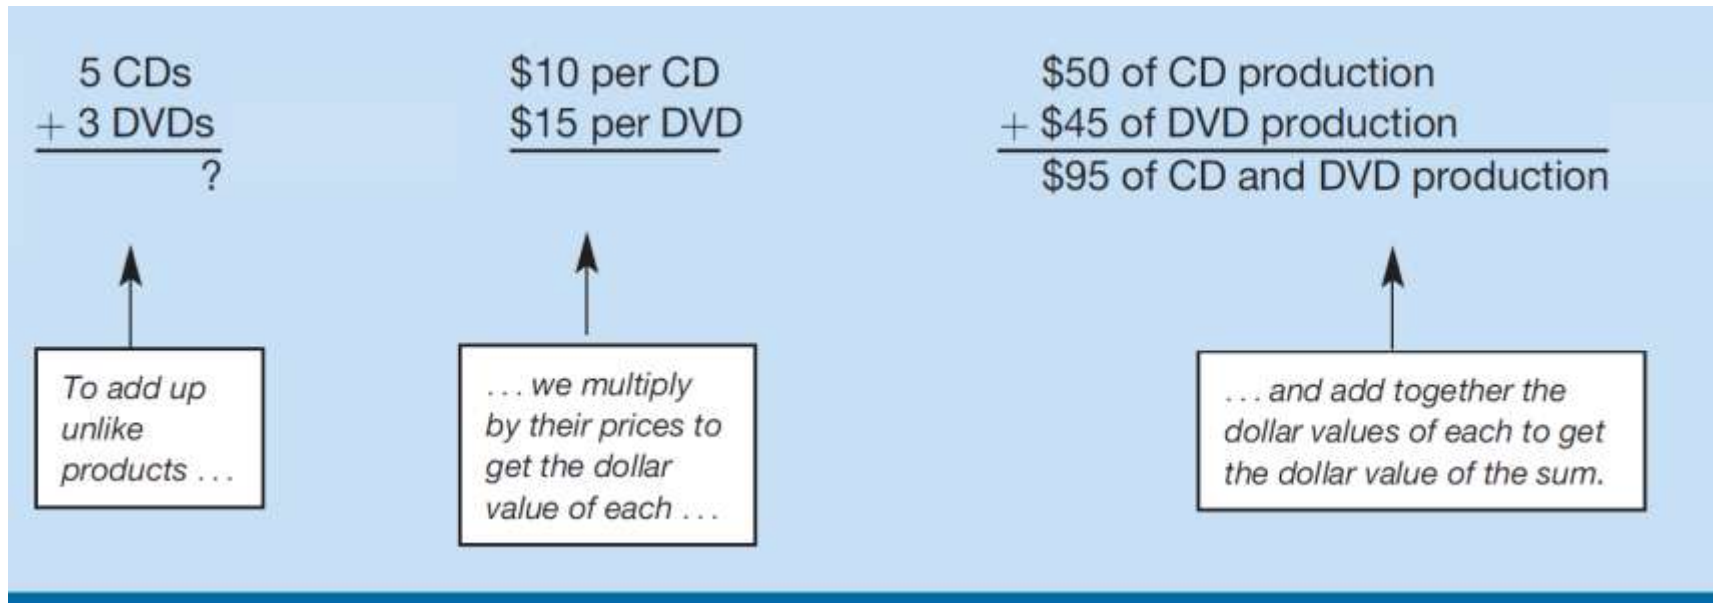 5 CDs
+ 3 DVDs
?
$10 per CD
$15 per DVD
$50 of CD production
+ $45 of DVD production
$95 of CD and DVD production
To add up
unlike
products . . .
. . . we multiply
by their prices to
get the dollar
value of each . . .
. . . and add together the
dollar values of each to get
the dollar value of the sum.